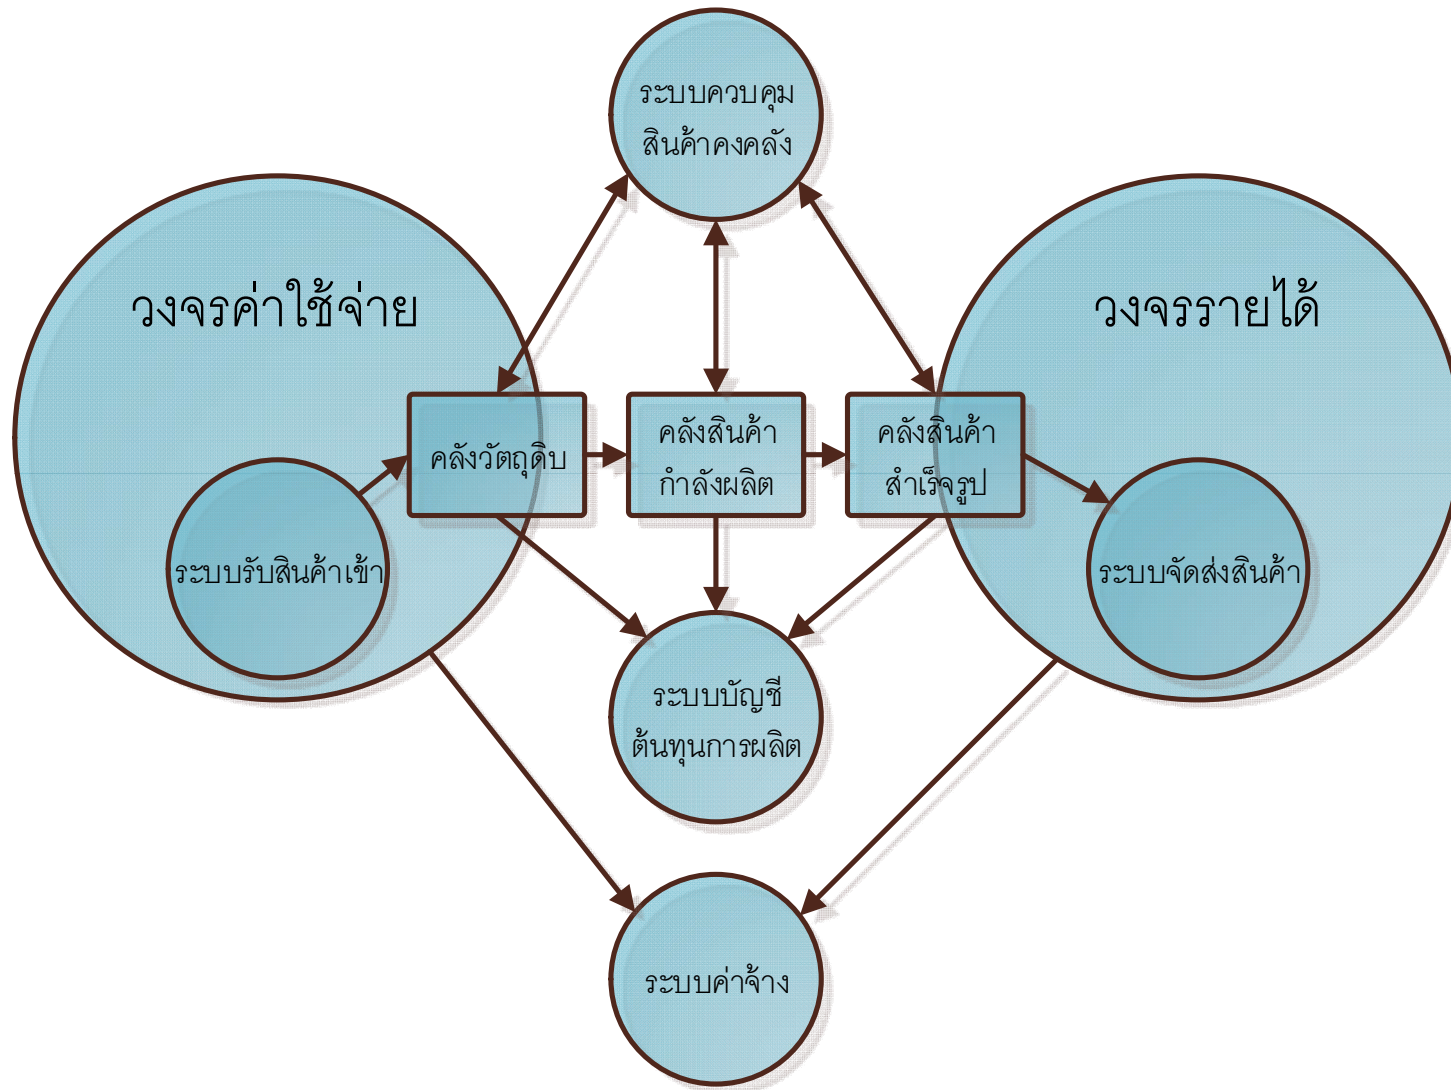 ระบบควบคุม
สินค้าคงคลัง
วงจรค่าใช้จ่าย
วงจรรายได้
คลังวัตถุดิบ
คลังสินค้า
กำลังผลิต
คลังสินค้า
สำเร็จรูป
ระบบรับสินค้าเข้า
ระบบจัดส่งสินค้า
ระบบบัญชี
ต้นทุนการผลิต
ระบบค่าจ้าง